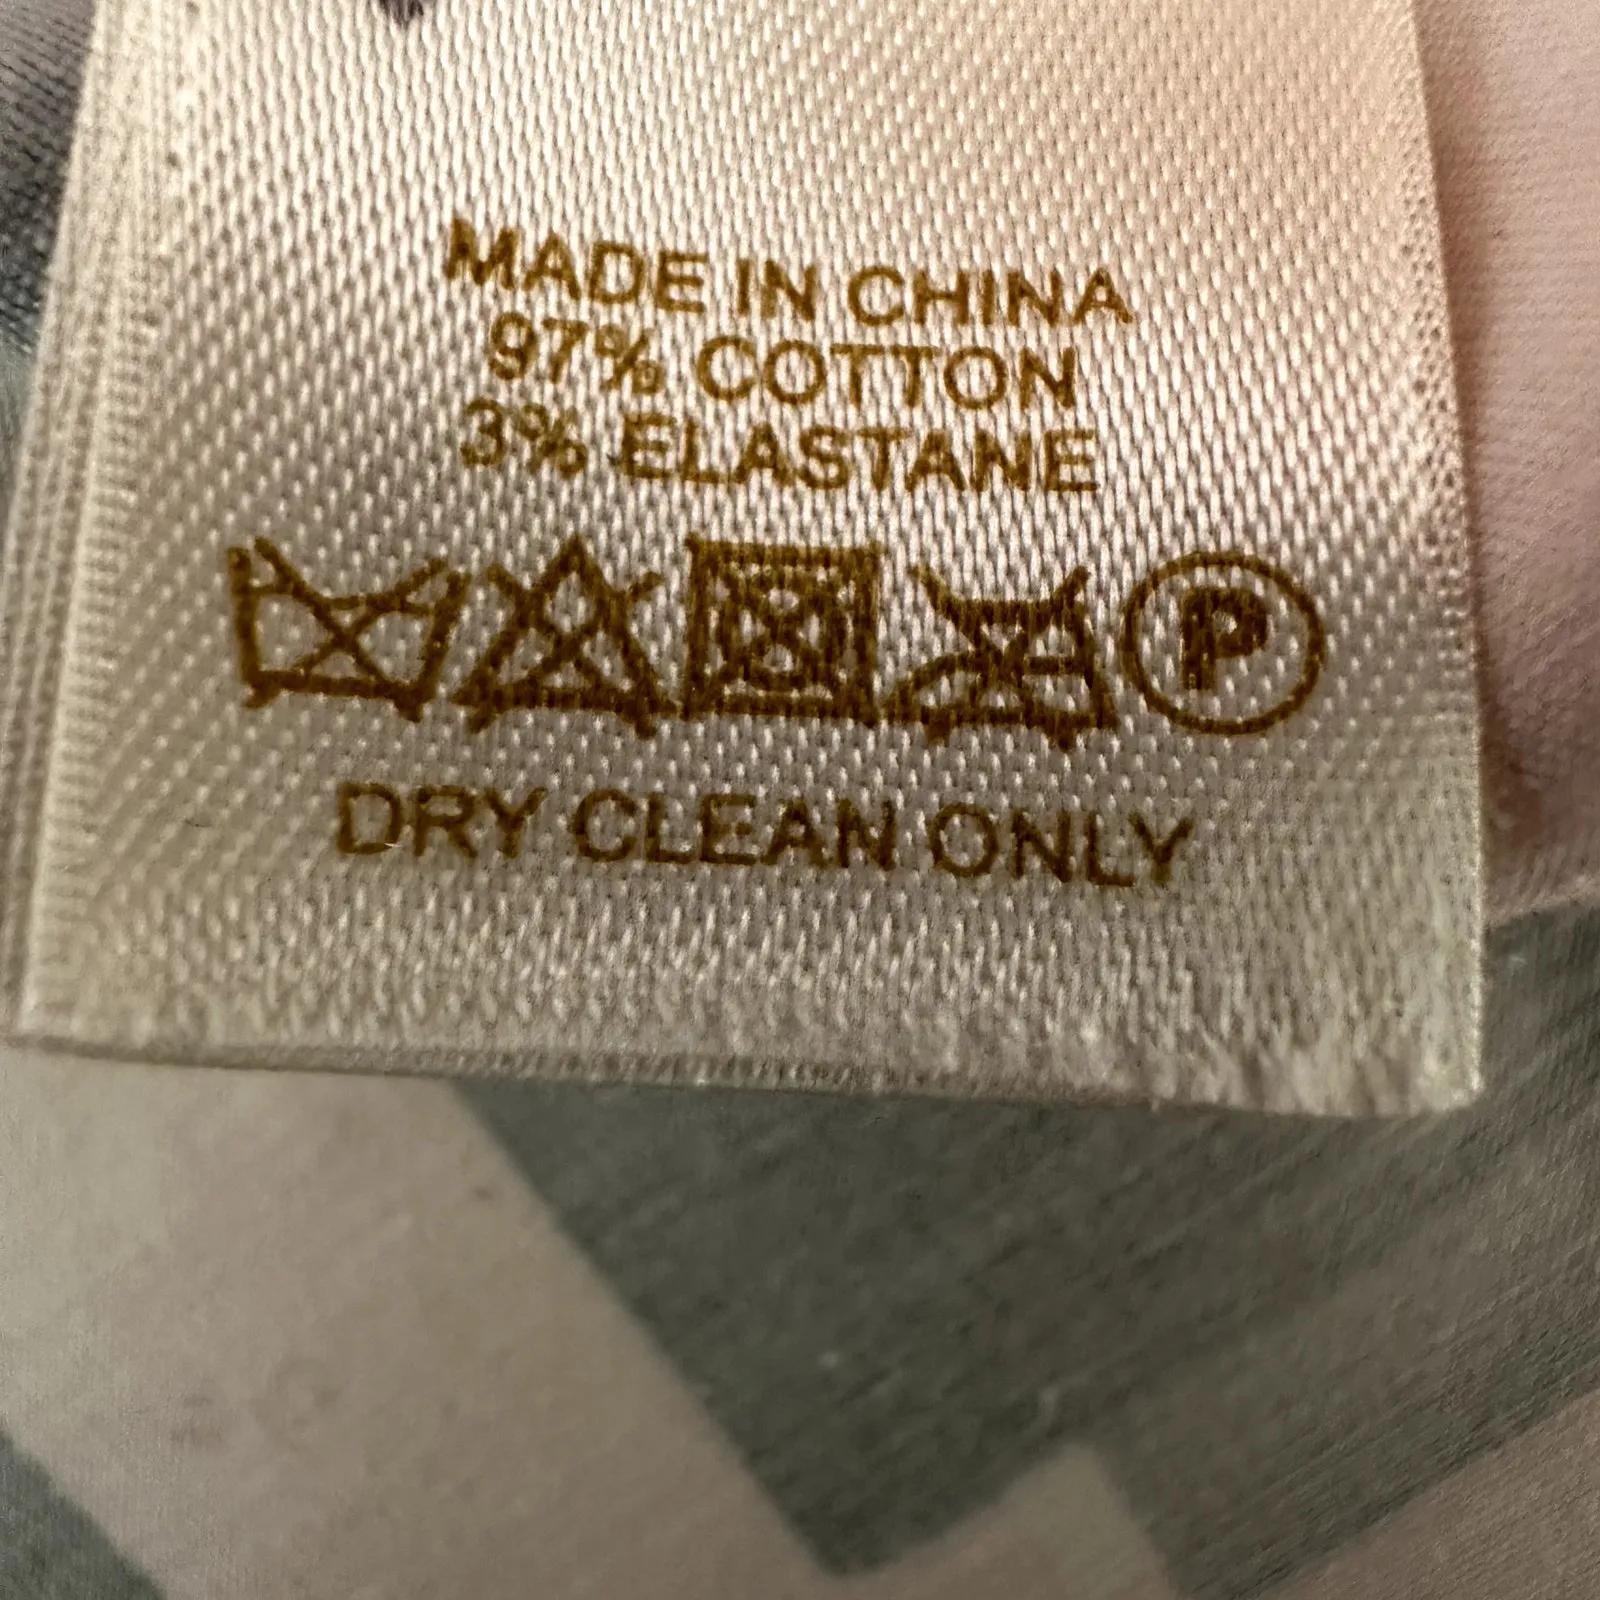 MADE IN CHINA
97% COTTON
3% ELASTANE
P
DRY CLEAN ONLY